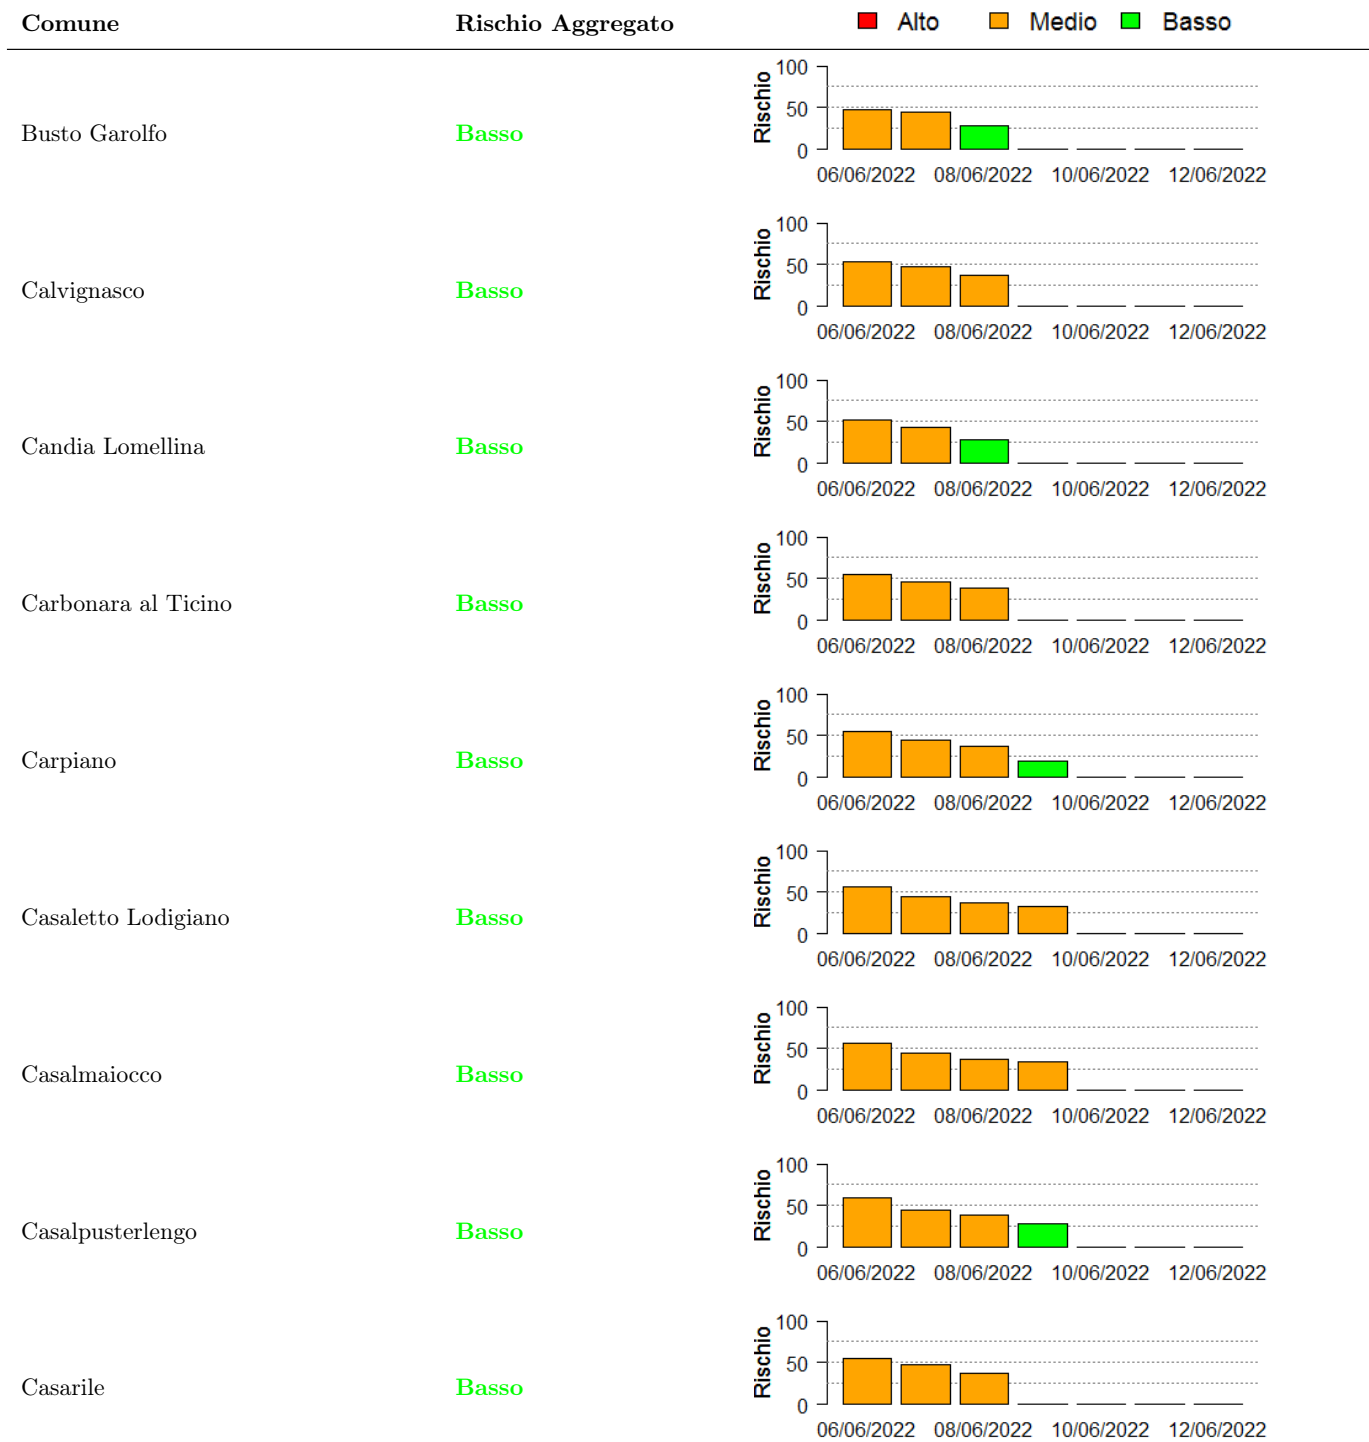 Comune Rischio Aggregato Alto Medio Basso
100
50
0
Rischio
Busto Garolfo Basso
06/06/2022 08/06/2022 10/06/2022 12/06/2022
100
50
0
Rischio
Calvignasco Basso
06/06/2022 08/06/2022 10/06/2022 12/06/2022
100
50
0
Rischio
Candia Lomellina Basso
06/06/2022 08/06/2022 10/06/2022 12/06/2022
100
50
0
Rischio
Carbonara al Ticino Basso
06/06/2022 08/06/2022 10/06/2022 12/06/2022
100
50
0
Rischio
Carpiano Basso
06/06/2022 08/06/2022 10/06/2022 12/06/2022
100
50
0
Rischio
Casaletto Lodigiano Basso
06/06/2022 08/06/2022 10/06/2022 12/06/2022
100
50
0
Rischio
Casalmaiocco Basso
06/06/2022 08/06/2022 10/06/2022 12/06/2022
100
50
0
Rischio
Casalpusterlengo Basso
06/06/2022 08/06/2022 10/06/2022 12/06/2022
100
50
0
Rischio
Casarile Basso
06/06/2022 08/06/2022 10/06/2022 12/06/2022